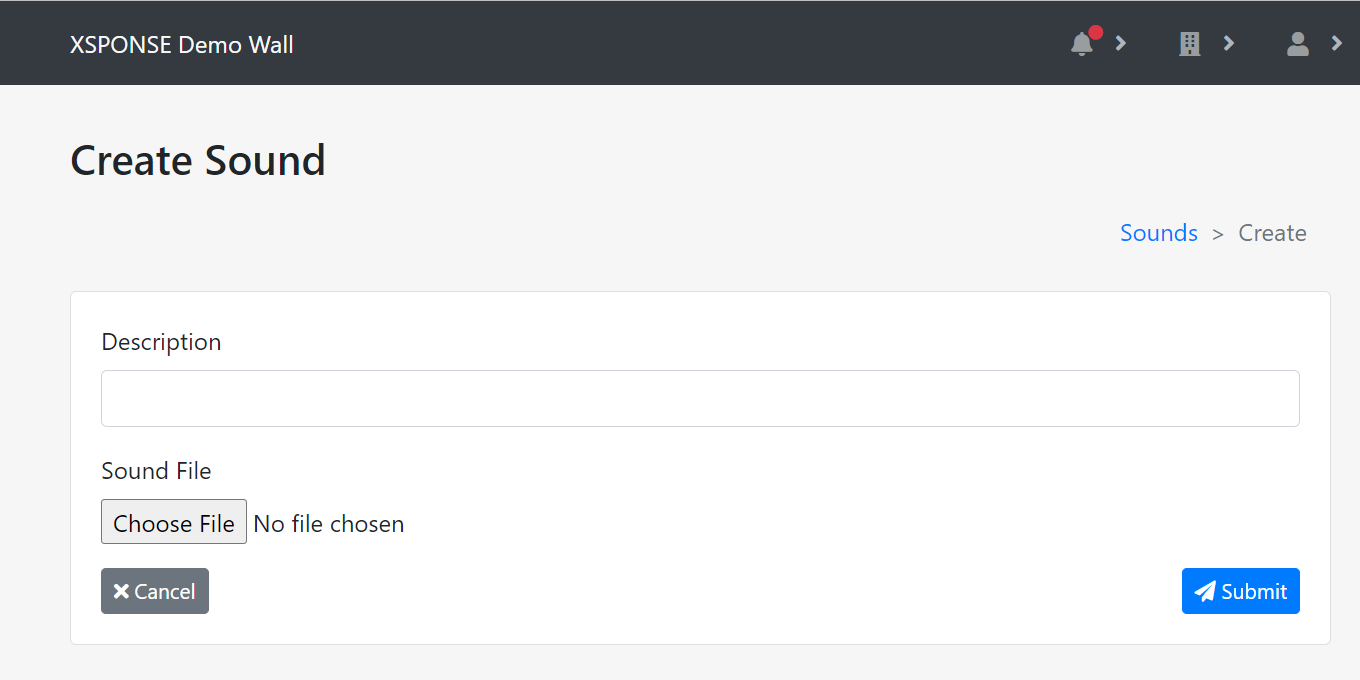 XSPONSE Demo Wall
Create Sound
Sounds > Create
Description
Sound File
Choose File No file chosen
Cancel
Submit